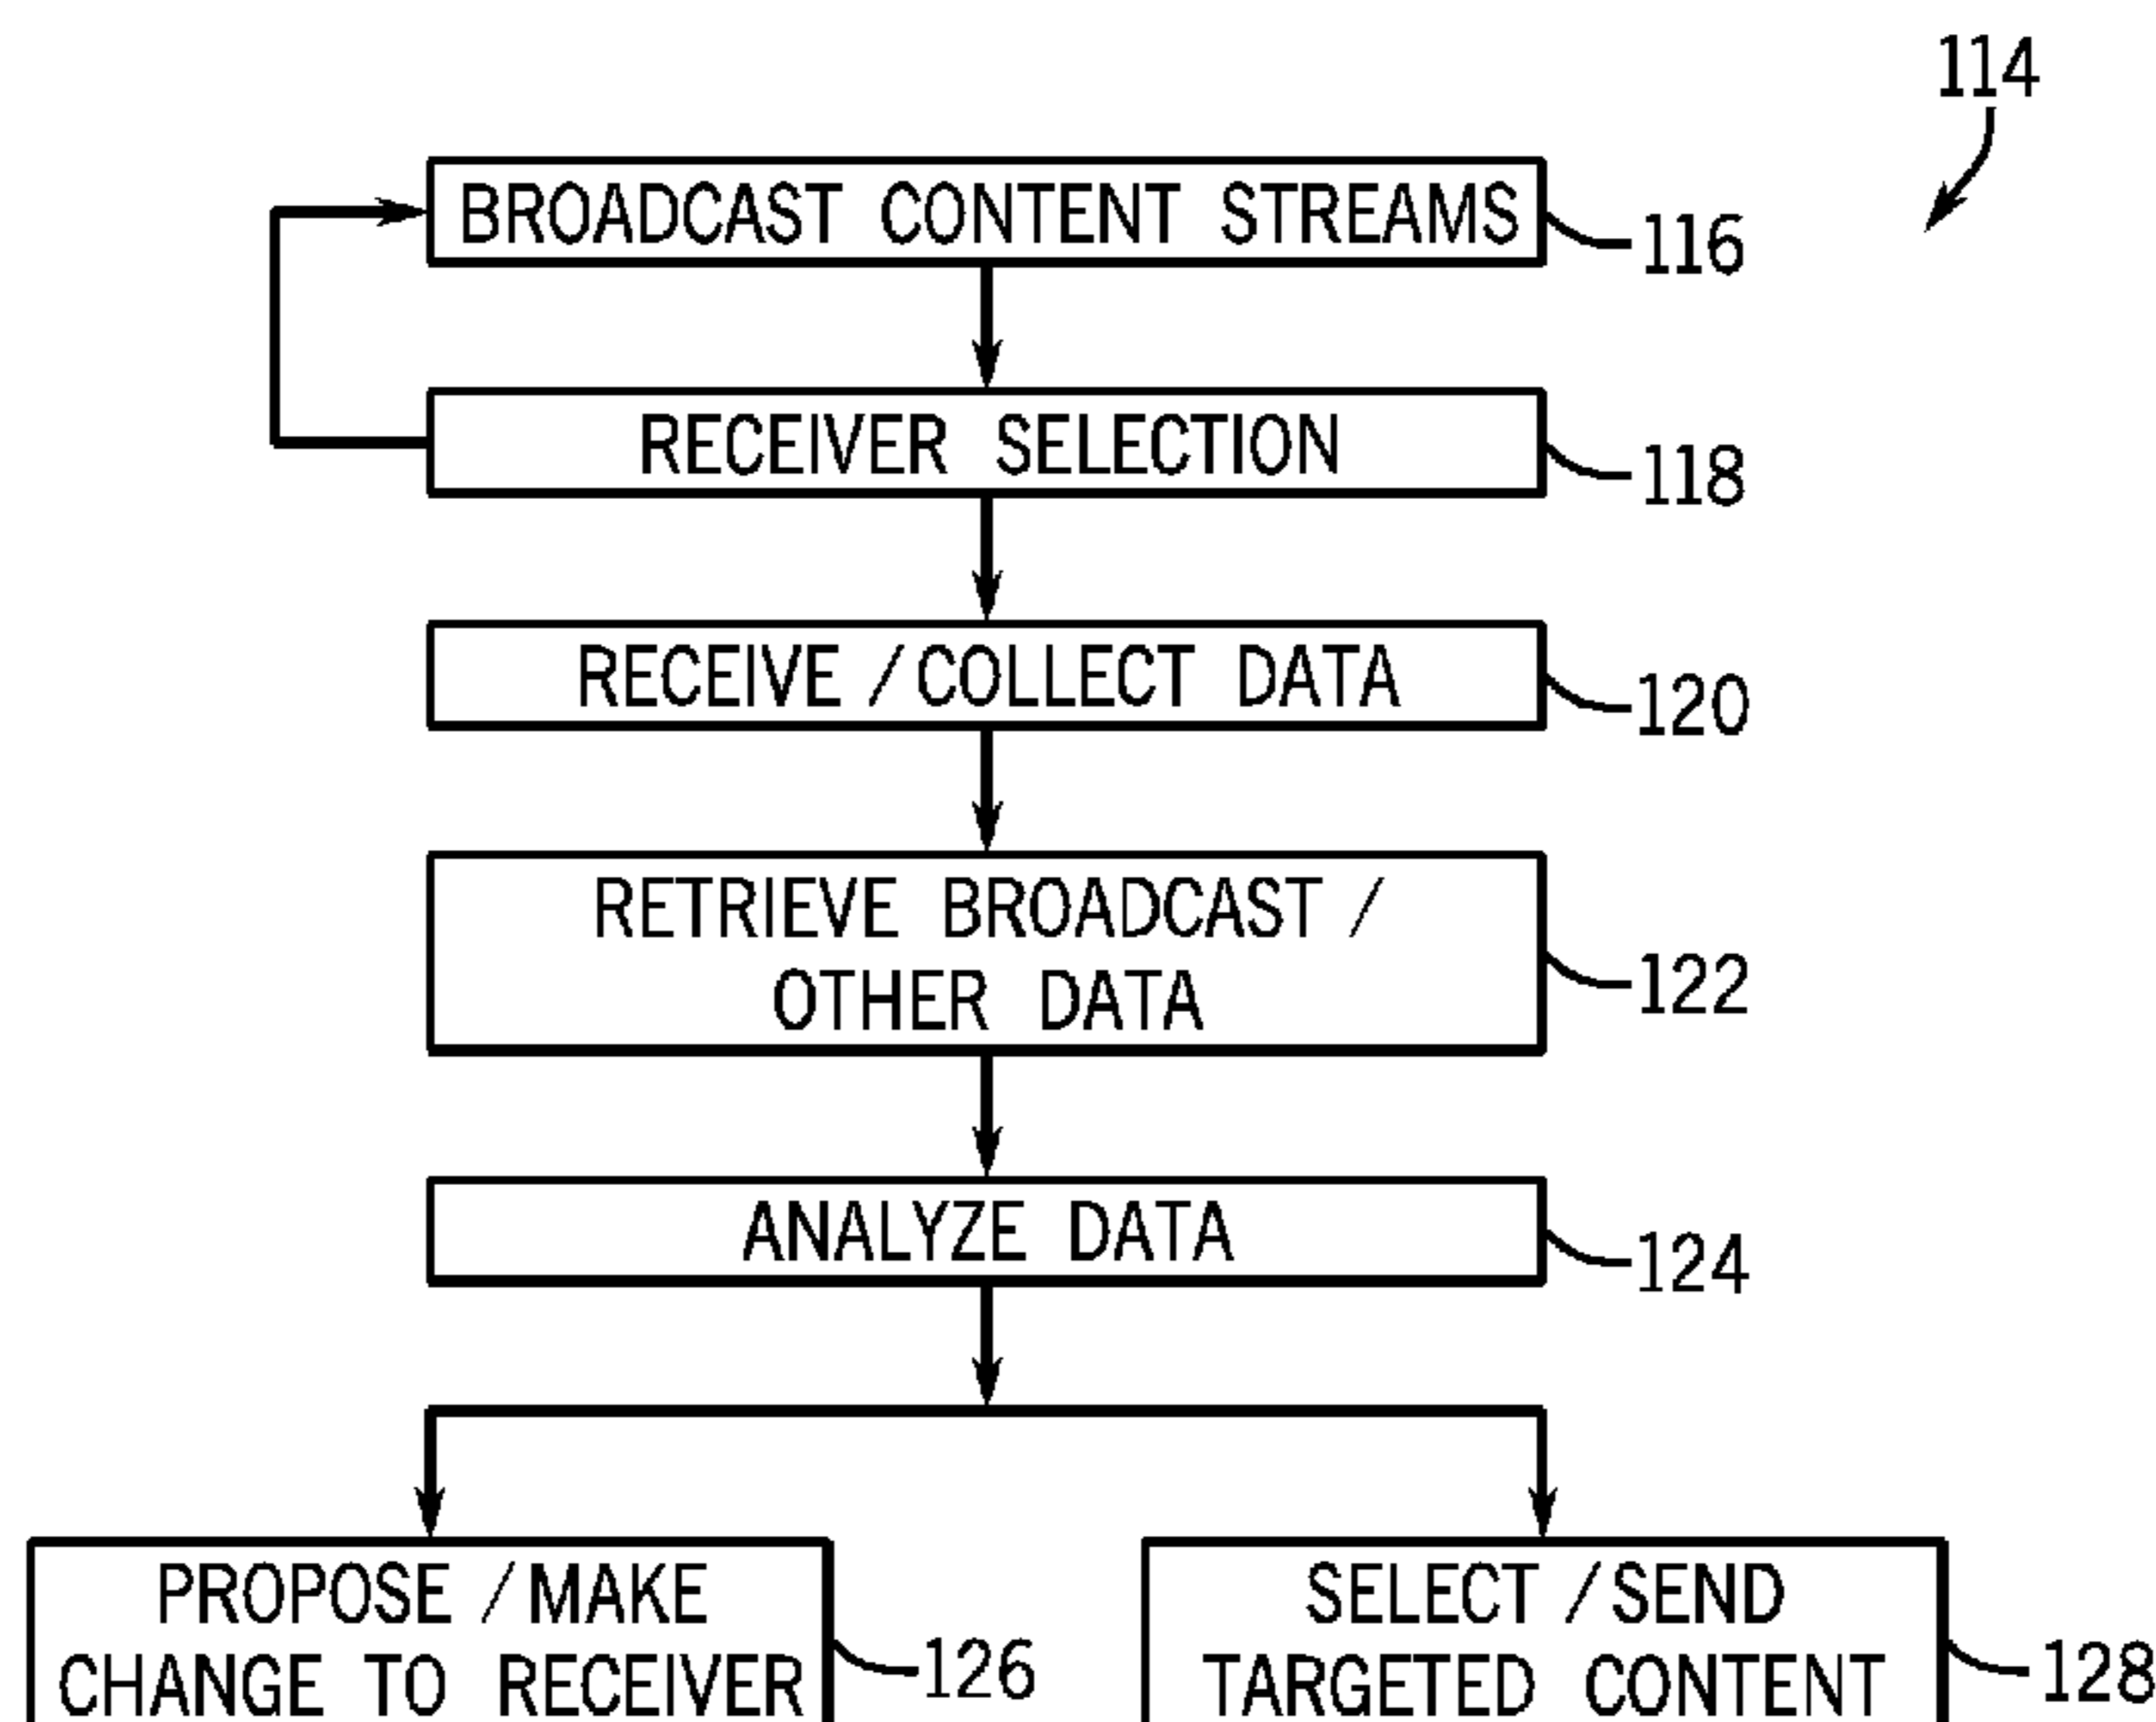 114
BROADCAST CONTENT STREAMS
116
RECEIVER SELECTION
118
RECEIVE/COLLECT DATA
120
RETRIEVE BROADCAST/
OTHER DATA
122
ANALYZE DATA
124
PROPOSE/MAKE
CHANGE TO RECEIVER
126
SELECT/SEND
TARGETED CONTENT
128